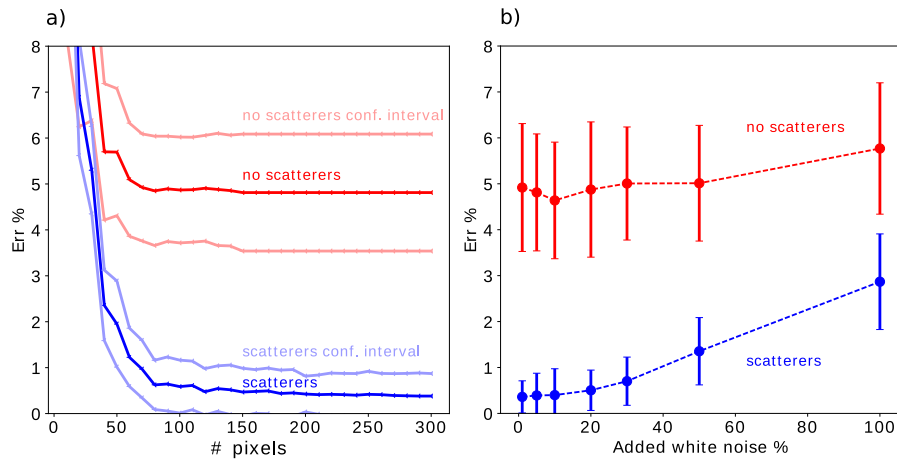 a)
b)
8
7
6
5
4
3
2
1
0
Err %
0
50
100
150
200
250
300
# pixels
no scatterers conf. interval
no scatterers
scatterers conf. interval
scatterers
8
7
6
5
4
3
2
1
0
Err %
0
20
40
60
80
100
Added white noise %
no scatterers
scatterers